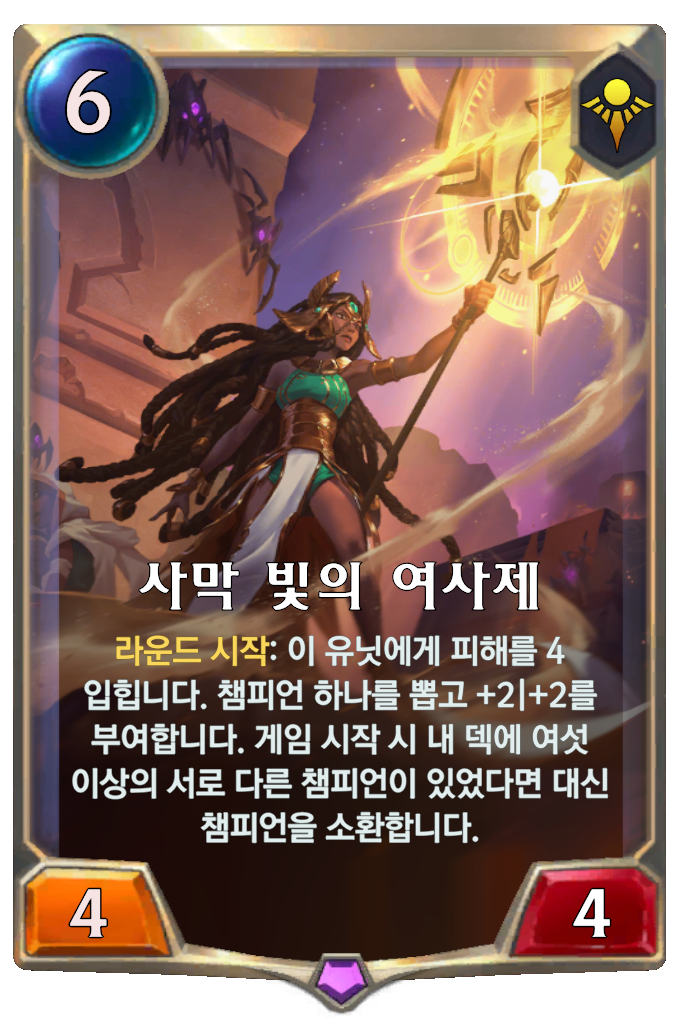 6
사막 빛의 여사제
라운드 시작: 이 유닛에게 피해를 4
입힙니다. 챔피언 하나를 뽑고 +2|+2를
부여합니다. 게임 시작 시 내 덱에 여섯
이상의 서로 다른 챔피언이 있었다면 대신
챔피언을 소환합니다.
4
4